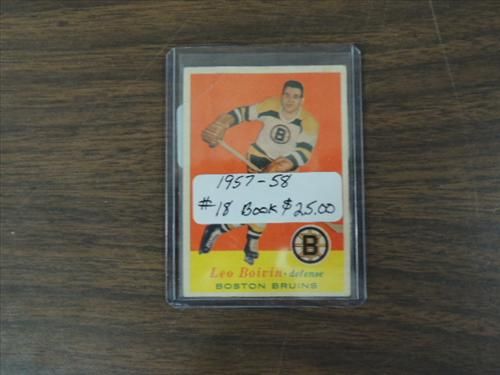 B
1957-58
#18 Book $25.00
B
Leo Boivin - defense
BOSTON BRUINS